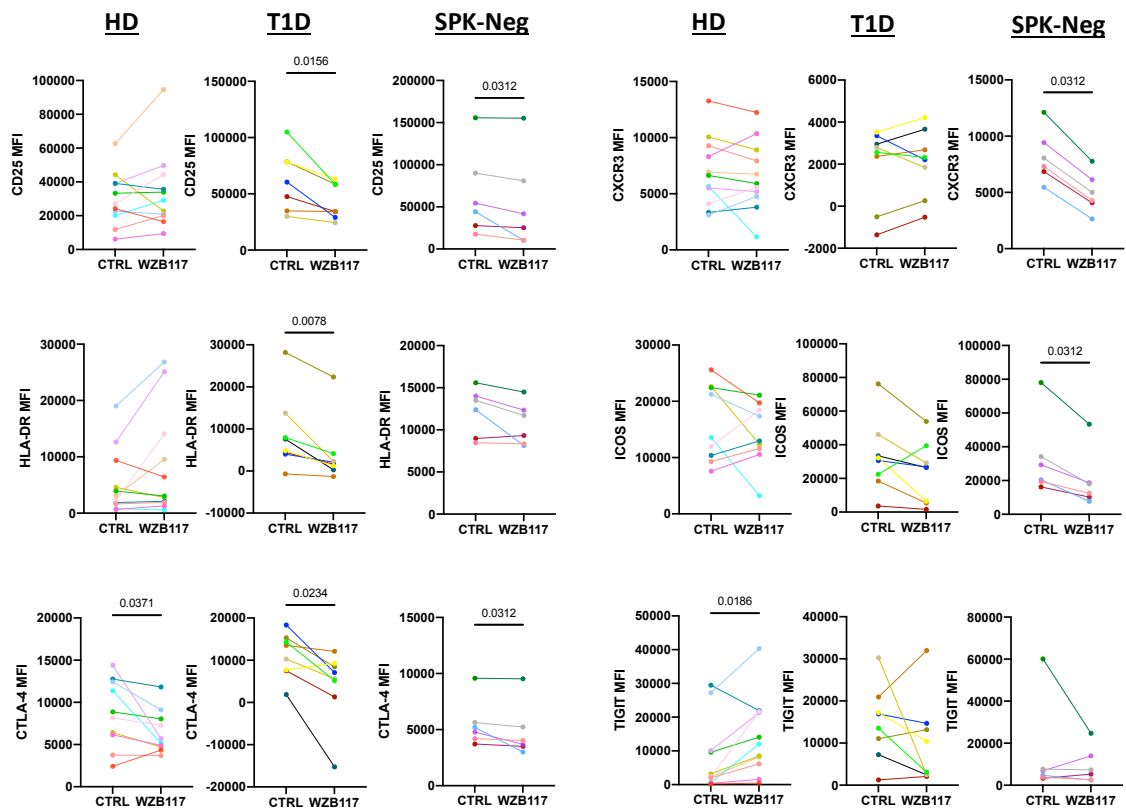 HD T1D SPK-Neg HD T1D SPK-Neg
CD25 MFI
100000
80000
60000
40000
20000
0
CTRL WZB117
0.0156
CD25 MFI
150000
100000
50000
0
CTRL WZB117
0.0312
CD25 MFI
200000
150000
100000
50000
0
CTRL WZB117
CXCR3 MFI
15000
10000
5000
0
CTRL WZB117
CXCR3 MFI
6000
4000
2000
0
-2000
CTRL WZB117
0.0312
CXCR3 MFI
15000
10000
5000
0
CTRL WZB117
HLA-DR MFI
30000
20000
10000
0
CTRL WZB117
0.0078
HLA-DR MFI
30000
20000
10000
0
-10000
CTRL WZB117
HLA-DR MFI
20000
15000
10000
5000
0
CTRL WZB117
ICOS MFI
30000
20000
10000
0
CTRL WZB117
ICOS MFI
100000
80000
60000
40000
20000
0
CTRL WZB117
0.0312
ICOS MFI
100000
80000
60000
40000
20000
0
CTRL WZB117
0.0371
CTLA-4 MFI
20000
15000
10000
5000
0
CTRL WZB117
0.0234
CTLA-4 MFI
20000
10000
0
-10000
-20000
CTRL WZB117
0.0312
CTLA-4 MFI
15000
10000
5000
0
CTRL WZB117
0.0186
TIGIT MFI
50000
40000
30000
20000
10000
0
CTRL WZB117
TIGIT MFI
40000
30000
20000
10000
0
CTRL WZB117
TIGIT MFI
80000
60000
40000
20000
0
CTRL WZB117